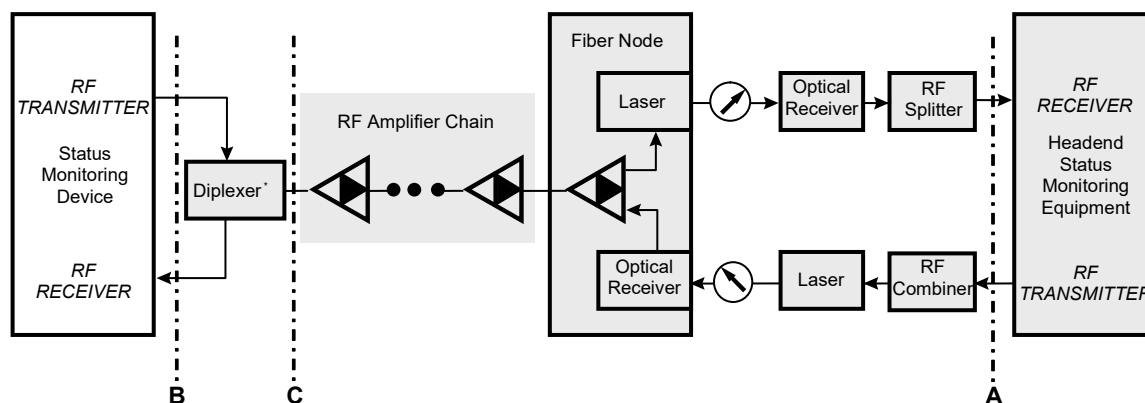 RF
TRANSMITTER
Status
Monitoring
Device
RF
RECEIVER
Diplexer*
RF Amplifier Chain
Fiber Node
Laser
Optical
Receiver
Optical
Receiver
RF
Splitter
Laser
RF
Combiner
RF
RECEIVER
Headend
Status
Monitoring
Equipment
RF
TRANSMITTER
B
C
A